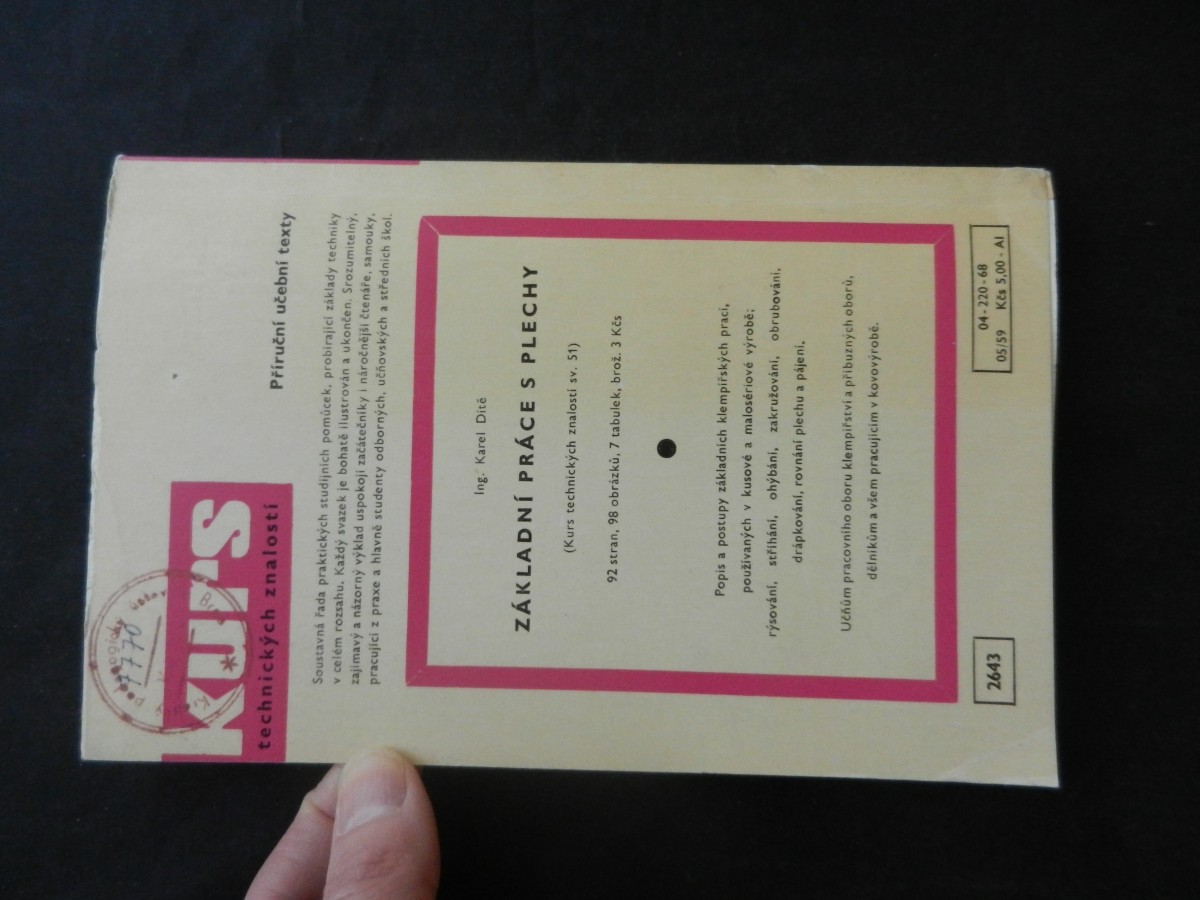 KURS
technických znalostí
Příruční učební texty
Krajský pedagogický ústav
7770
Soustavná řada praktických studijních pomůcek, probírající základy techniky
v celém rozsahu. Každý svazek je bohatě ilustrován a ukončen. Srozumitelný,
zajímavý a názorný výklad uspokojí začátečníky i náročnější čtenáře, samouky,
pracující z praxe a hlavně studenty odborných, učňovských a středních škol.
Ing. Karel Dítě
ZÁKLADNÍ PRÁCE S PLECHY
(Kurs technických znalostí sv. 51)
92 stran, 98 obrázků, 7 tabulek, brož. 3 Kčs
Popis a postupy základních klempířských prací,
používaných v kusové a malosériové výrobě;
rýsování, stříhání, ohýbání, zakružování, obrubování,
drápkování, rovnání plechu a pájení.
Učňům pracovního oboru klempířství a příbuzných oborů,
dělníkům a všem pracujícím v kovovýrobě.
2643
04-220-68
05/59 Kčs 5,00 - AI